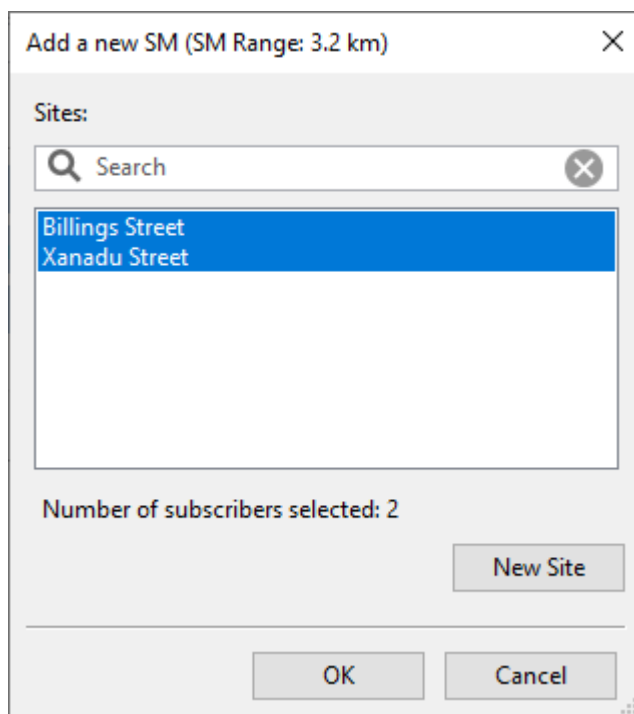 Add a new SM (SM Range: 3.2 km)
Sites:
Search
Billings Street
Xanadu Street
Number of subscribers selected: 2
New Site
OK
Cancel